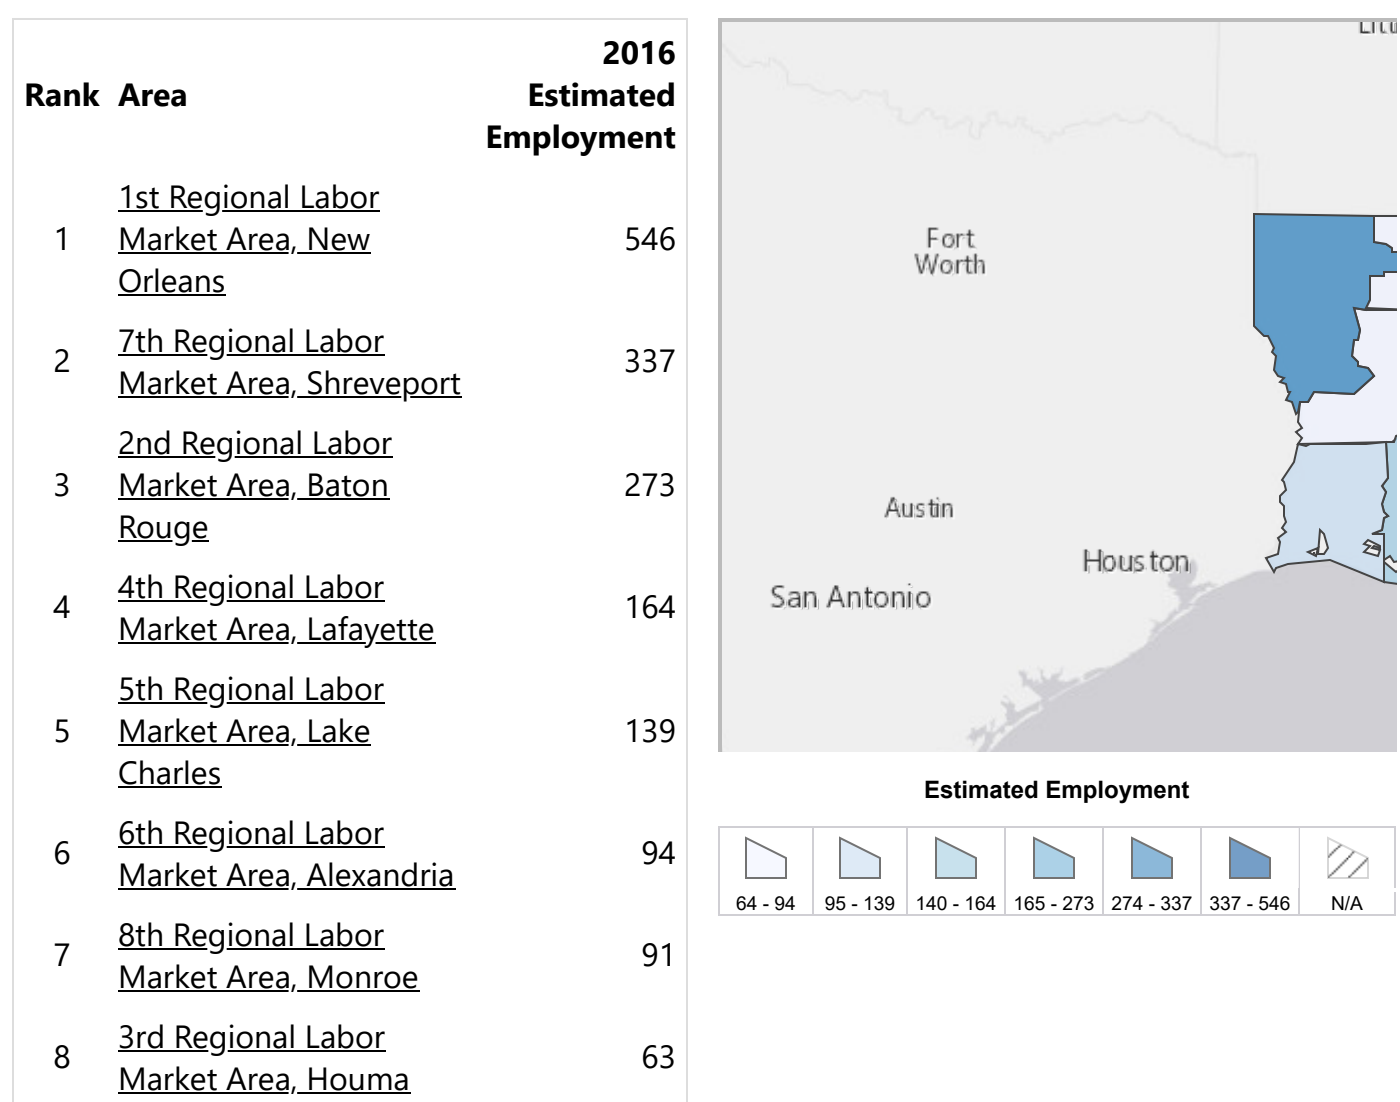 2016
Rank Area Estimated
Employment
1st Regional Labor
1 Market Area, New 546
Orleans
7th Regional Labor
2 337
Market Area, Shreveport
2nd Regional Labor
3 Market Area, Baton 273
Rouge
4th Regional Labor
4 164
Market Area, Lafayette
5th Regional Labor
5 Market Area, Lake 139
Charles
6th Regional Labor
6 94
Market Area, Alexandria
8th Regional Labor
7 91
Market Area, Monroe
3rd Regional Labor
8 63
Market Area, Houma
Fort
Worth
Austin
Houston
San Antonio
Estimated Employment
64 - 94 95 - 139 140 - 164 165 - 273 274 - 337 337 - 546 N/A